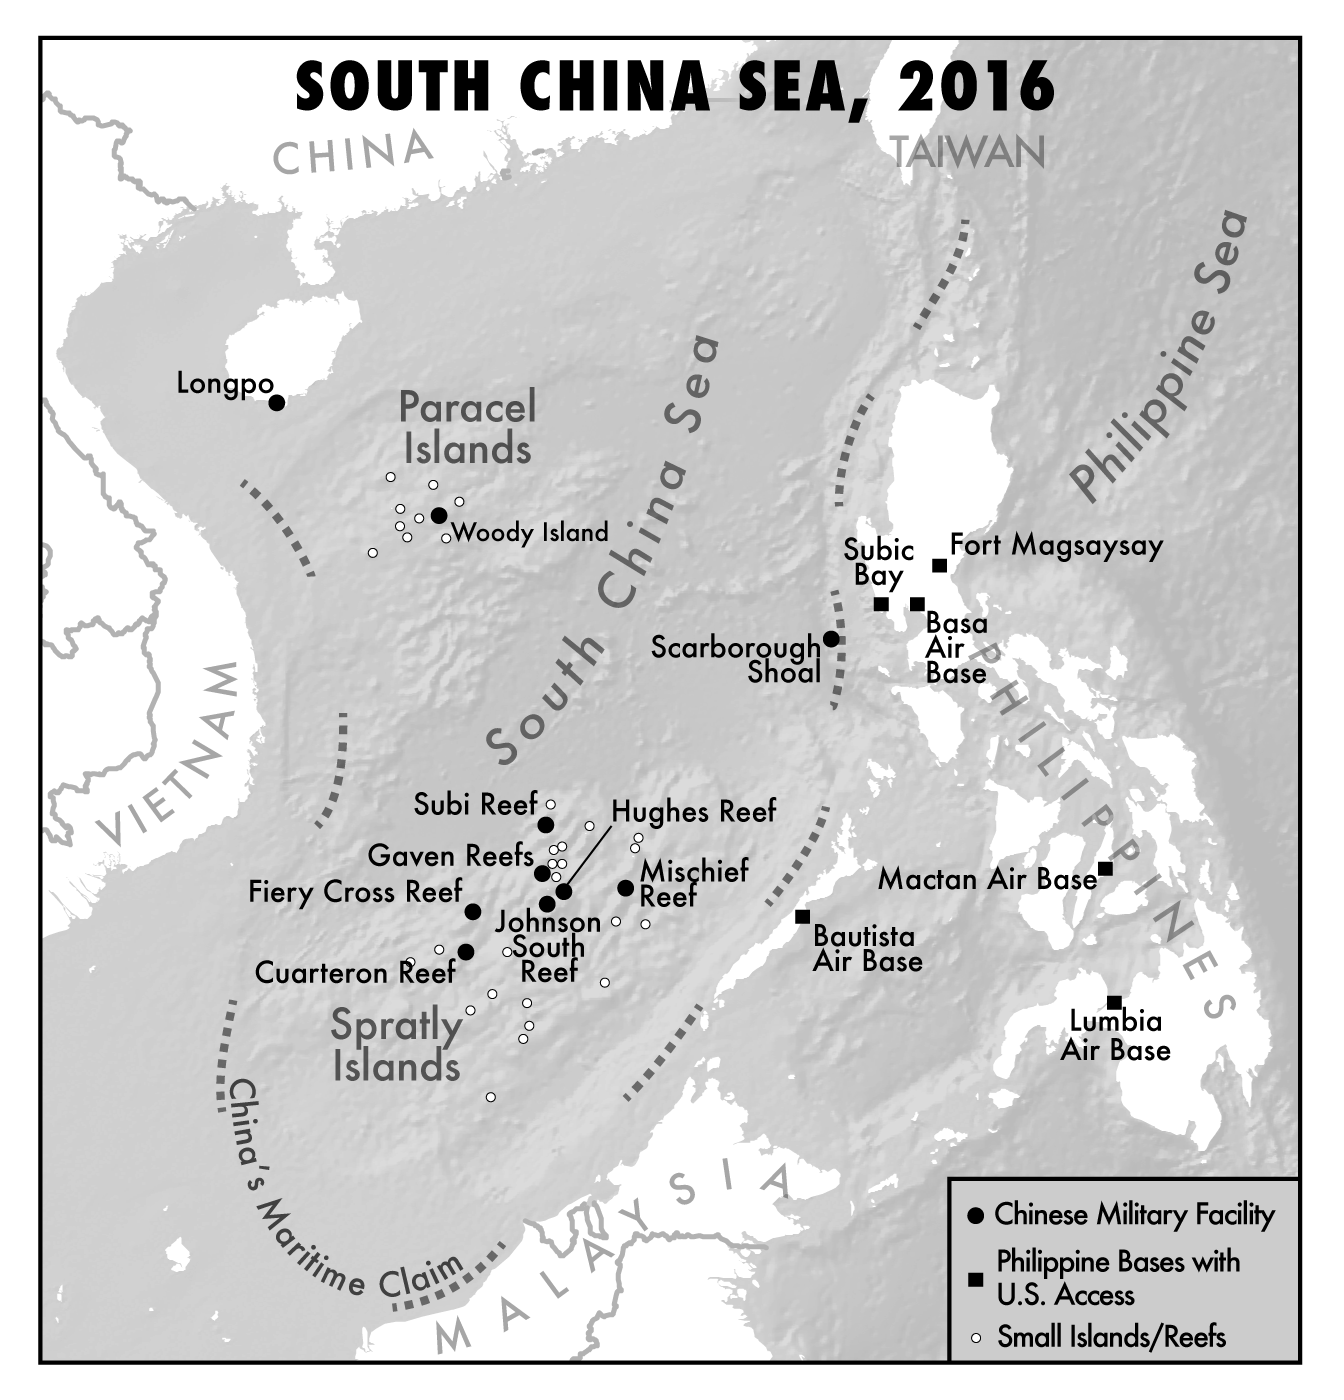 SOUTH CHINA SEA, 2016
CHINA
TAIWAN
Philippine Sea
South China Sea
Longpo
Paracel
Islands
Woody Island
Subic
Bay
Fort Magsaysay
Basa
Air
Base
Scarborough
Shoal
VIETNAM
PHILIPPINES
Subi Reef
Hughes Reef
Gaven Reefs
Mischief
Reef
Fiery Cross Reef
Johnson
South
Reef
Cuarteron Reef
Mactan Air Base
Bautista
Air Base
Lumbia
Air Base
Spratly
Islands
China's Maritime Claim
MALAYSIA
Chinese Military Facility
Philippine Bases with
U.S. Access
Small Islands/Reefs